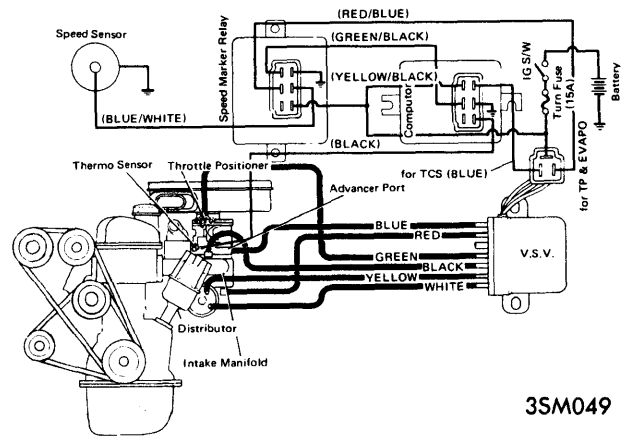 (RED/BLUE)
Speed Sensor
(GREEN/BLACK)
Speed Marker Relay
(YELLOW/BLACK)
IG S/W
Turn Fuse
(15A)
Battery
Computor
(BLUE/WHITE)
(BLACK)
for TCS (BLUE)
for TP & EVAPO
Thermo Sensor
Throttle Positioner
Advancer Port
BLUE
RED
GREEN
BLACK
YELLOW
WHITE
V.S.V.
Distributor
Intake Manifold
3SM049